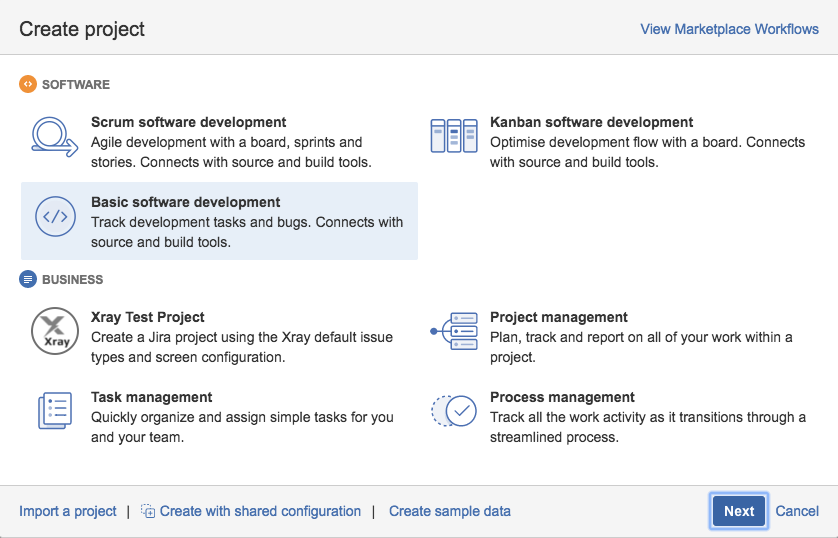 Create project
View Marketplace Workflows
SOFTWARE
Scrum software development
Agile development with a board, sprints and
stories. Connects with source and build tools.
Kanban software development
Optimise development flow with a board. Connects
with source and build tools.
Basic software development
Track development tasks and bugs. Connects with
source and build tools.
BUSINESS
Xray
Xray Test Project
Create a Jira project using the Xray default issue
types and screen configuration.
Project management
Plan, track and report on all of your work within a
project.
Task management
Quickly organize and assign simple tasks for you
and your team.
Process management
Track all the work activity as it transitions through a
streamlined process.
Import a project | Create with shared configuration | Create sample data
Next Cancel